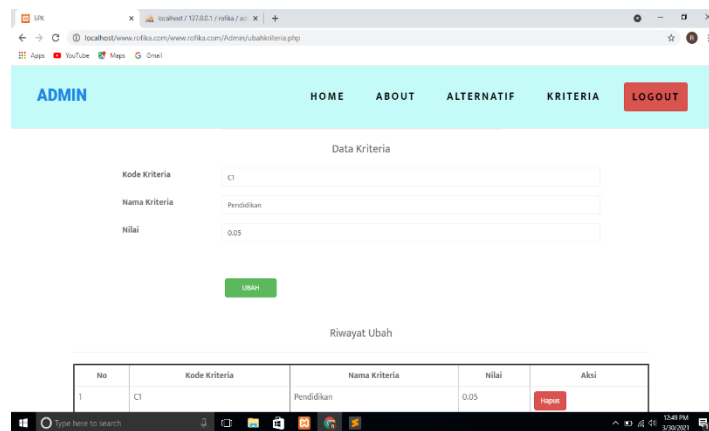 SPK
localhost / 127.0.0.1 / rofika /
localhost/www.rofika.com/www.rofika.com/Admin/ubahkriteria.php
R
Apps YouTube Maps Gmail
ADMIN HOME ABOUT ALTERNATIF KRITERIA LOGOUT
Data Kriteria
Kode Kriteria C1
Nama Kriteria Pendidikan
Nilai 0.05
UBAH
Riwayat Ubah
No Kode Kriteria Nama Kriteria Nilai Aksi
1 C1 Pendidikan 0.05 Hapus
Type here to search
12:49 PM
3/30/2021